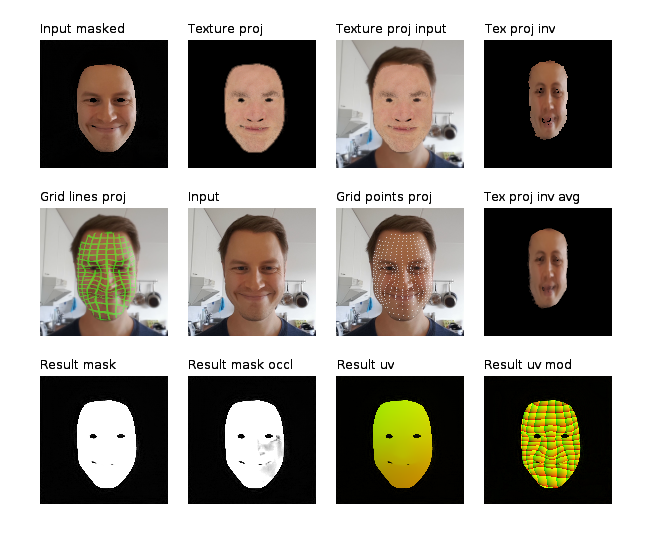 Input masked
Texture proj
Texture proj input
Tex proj inv
Grid lines proj
Input
Grid points proj
Tex proj inv avg
Result mask
Result mask occl
Result uv
Result uv mod